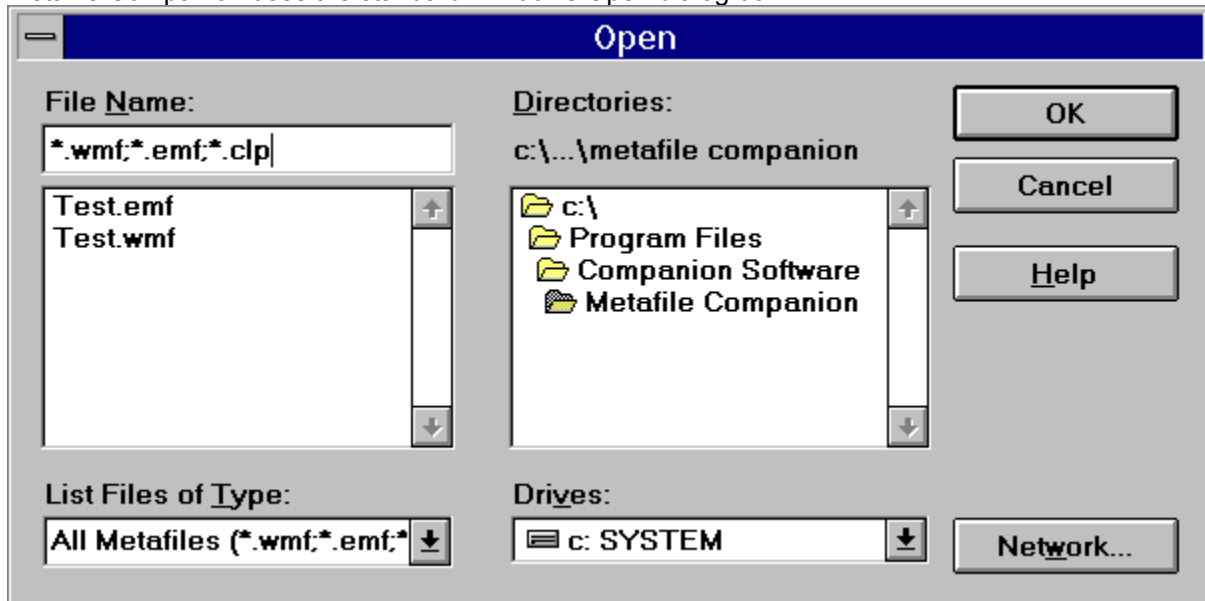 Open
File Name:
*.wmf;*.emf;*.clp
Test.emf
Test.wmf
List Files of Type:
All Metafiles (*.wmf;*.emf;*
Directories:
c:\...\metafile companion
c:\
Program Files
Companion Software
Metafile Companion
Drives:
c: SYSTEM
OK
Cancel
Help
Network...